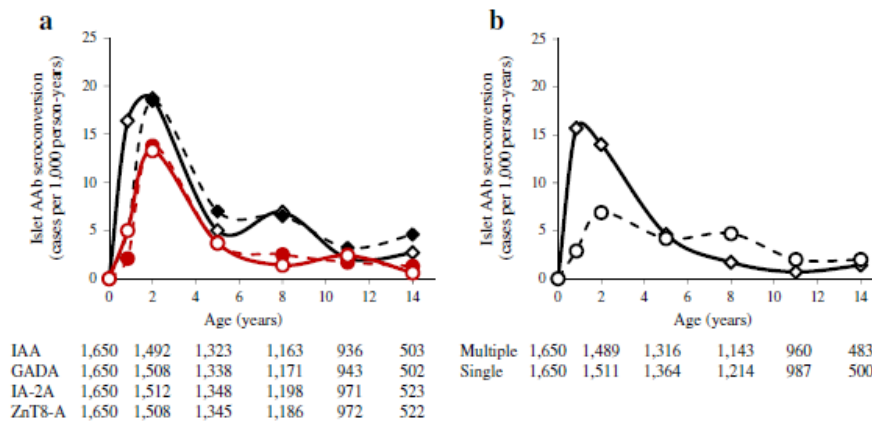 a
Islet AAb seroconversion
(cases per 1,000 person-years)
25
20
15
10
5
0
0 2 4 6 8 10 12 14
Age (years)
IAA 1,650 1,492 1,323 1,163 936 503
GADA 1,650 1,508 1,338 1,171 943 502
IA-2A 1,650 1,512 1,348 1,198 971 523
ZnT8-A 1,650 1,508 1,345 1,186 972 522
b
Islet AAb seroconversion
(cases per 1,000 person-years)
25
20
15
10
5
0
0 2 4 6 8 10 12 14
Age (years)
Multiple 1,650 1,489 1,316 1,143 960 483
Single 1,650 1,511 1,364 1,214 987 500